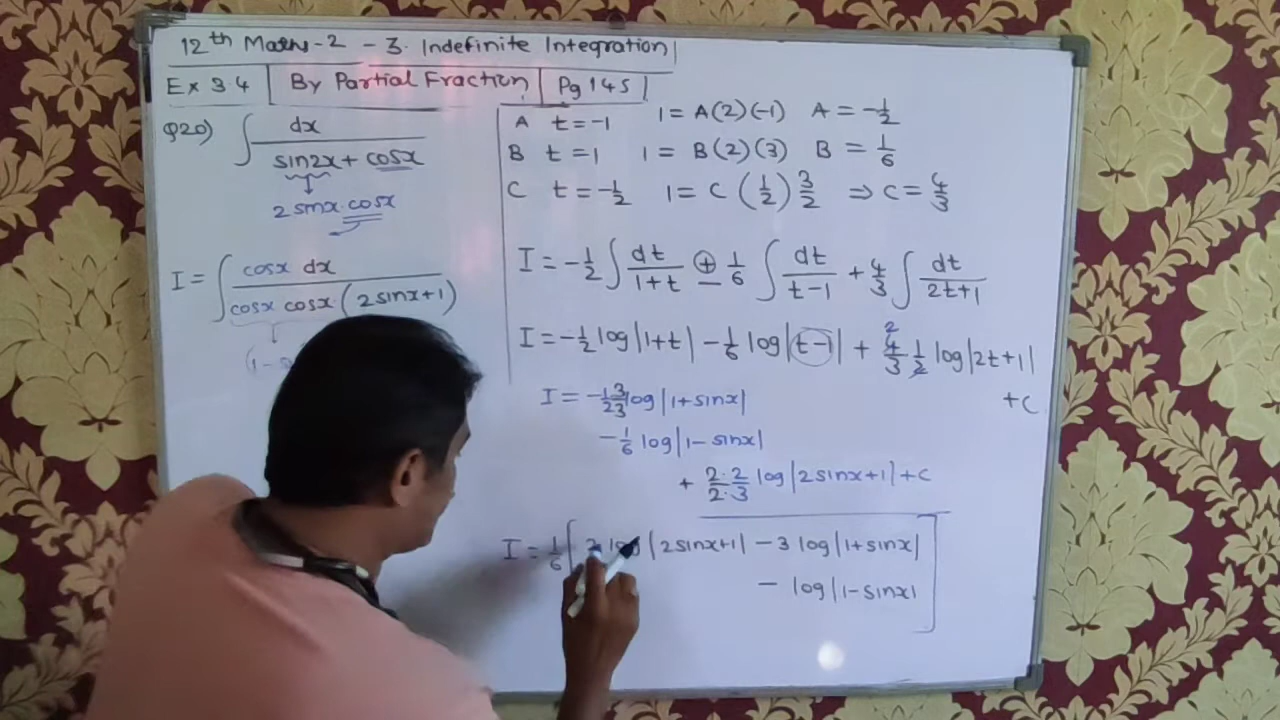 12th Maths-2 - 3. Indefinite Integration
Ex 3.4 | By Partial Fraction | Pg 145
Q20) ∫ dx / (sin2x + cosx)
2 sinx. cosx
I = ∫ cosx dx / (cosx cosx (2sinx+1))
A t = -1 1 = A(2)(-1) A = -1/2
B t = 1 1 = B(2)(3) B = 1/6
C t = -1/2 1 = C (1/2) 3/2 ⇒ C = 4/3
I = -1/2 ∫ dt/(1+t) ⊕ - 1/6 ∫ dt/(t-1) + 4/3 ∫ dt/(2t+1)
I = -1/2 log|1+t| - 1/6 log|t-1| + 2 4/3 1/2 log|2t+1|
+C
I = -1/2 3/3 log|1+sinx|
-1/6 log|1-sinx|
+ 2/2 . 2/3 log|2sinx+1| + C
I = 1/6 [ log |2sinx+1| - 3 log|1+sinx|
- log|1-sinx| ]